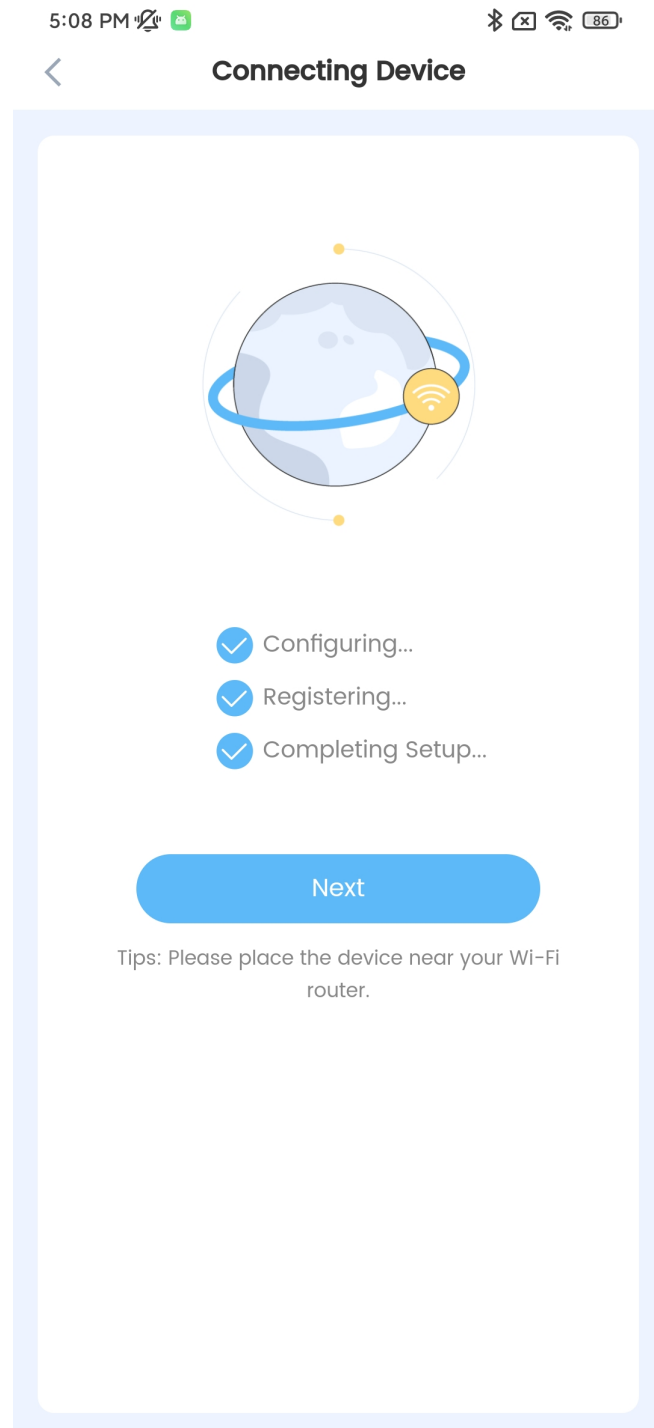 5:08 PM
86
Connecting Device
Configuring...
Registering...
Completing Setup...
Next
Tips: Please place the device near your Wi-Fi
router.